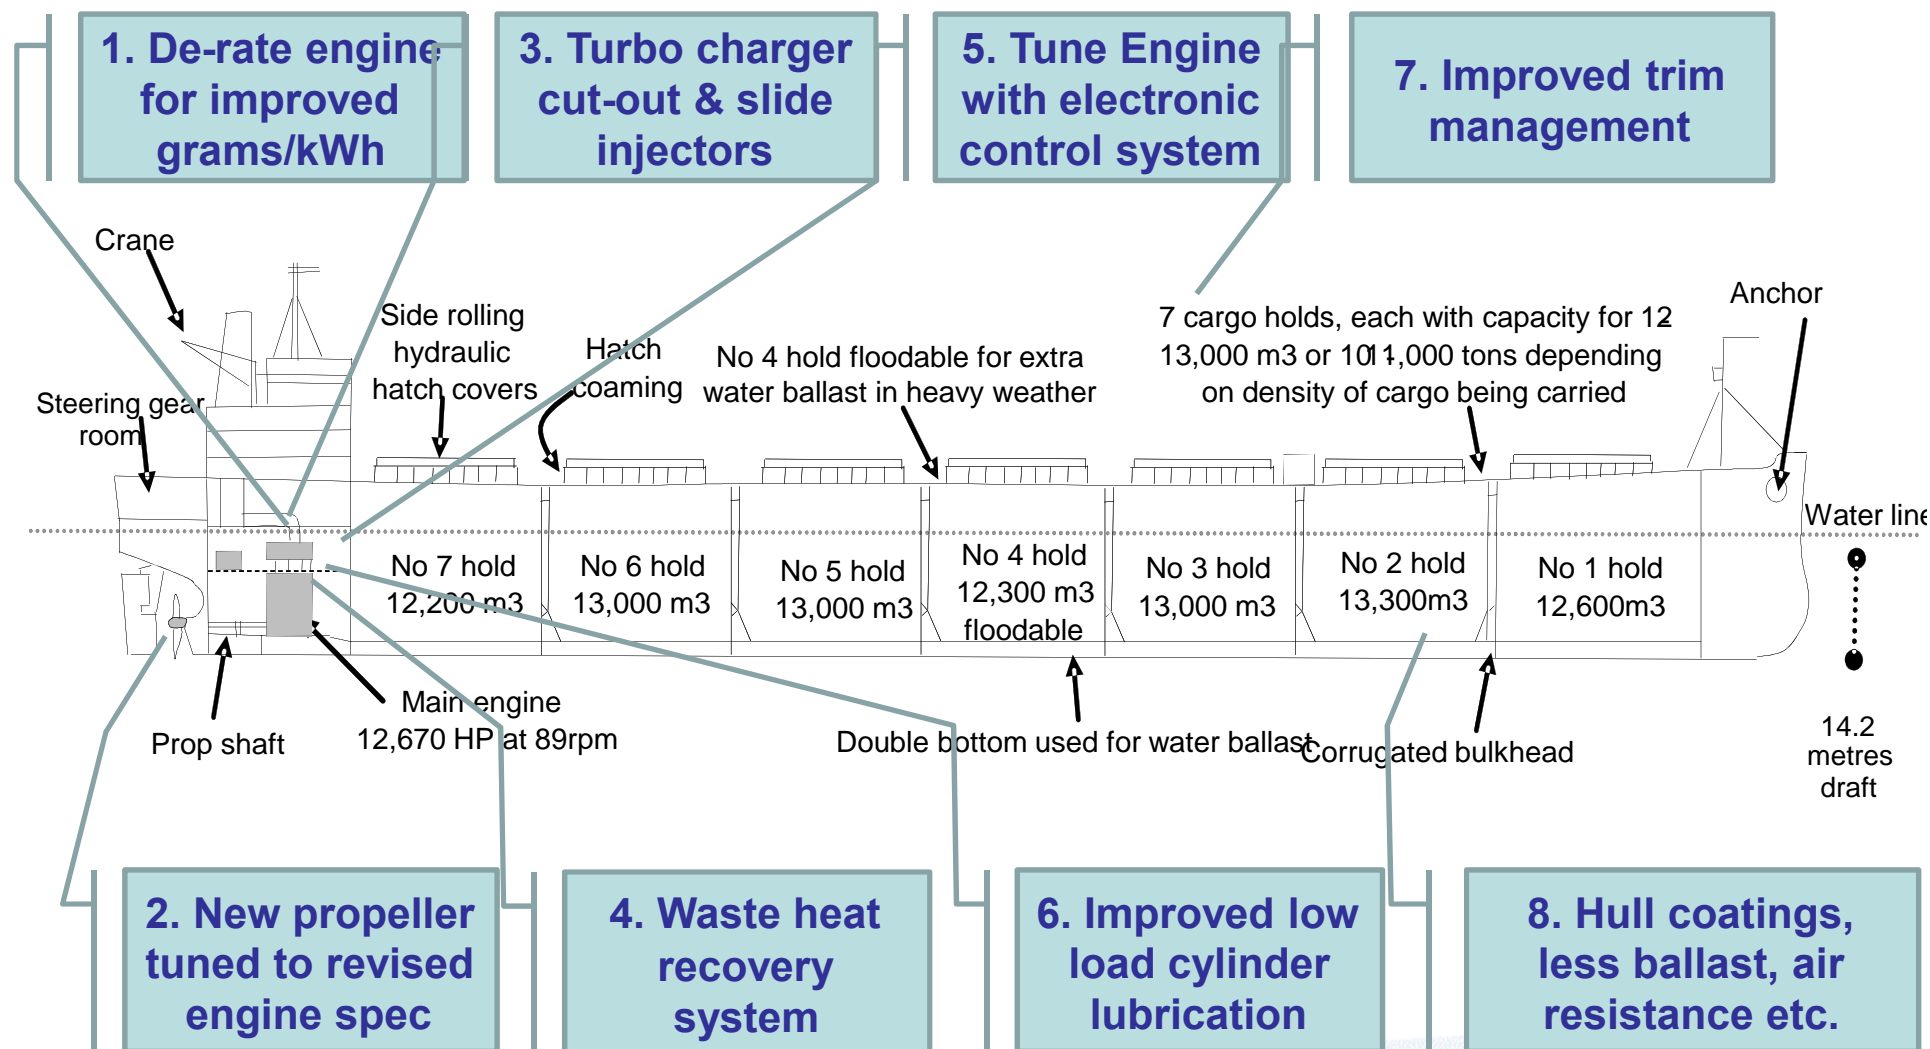 1. De-rate engine
for improved
grams/kWh
3. Turbo charger
cut-out & slide
injectors
5. Tune Engine
with electronic
control system
7. Improved trim
management
Crane
Side rolling
hydraulic
hatch covers
Hatch
coaming
No 4 hold floodable for extra
water ballast in heavy weather
7 cargo holds, each with capacity for 12
13,000 m3 or 10 11,000 tons depending
on density of cargo being carried
Anchor
Steering gear
room
Water line
No 7 hold
12,200 m3
No 6 hold
13,000 m3
No 5 hold
13,000 m3
No 4 hold
12,300 m3
floodable
No 3 hold
13,000 m3
No 2 hold
13,300m3
No 1 hold
12,600m3
Prop shaft
Main engine
12,670 HP at 89rpm
Double bottom used for water ballast
Corrugated bulkhead
14.2
metres
draft
2. New propeller
tuned to revised
engine spec
4. Waste heat
recovery
system
6. Improved low
load cylinder
lubrication
8. Hull coatings,
less ballast, air
resistance etc.